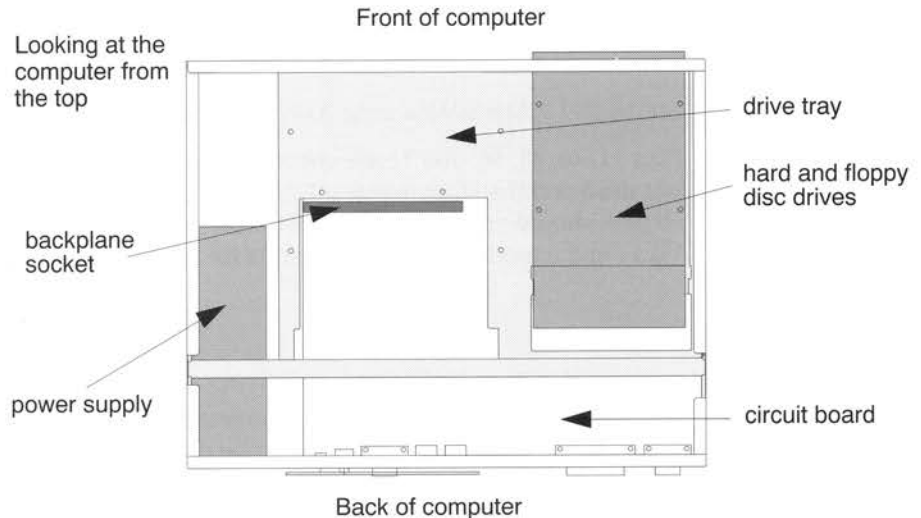 Front of computer
Looking at the
computer from
the top
drive tray
hard and floppy
disc drives
backplane
socket
power supply
circuit board
Back of computer